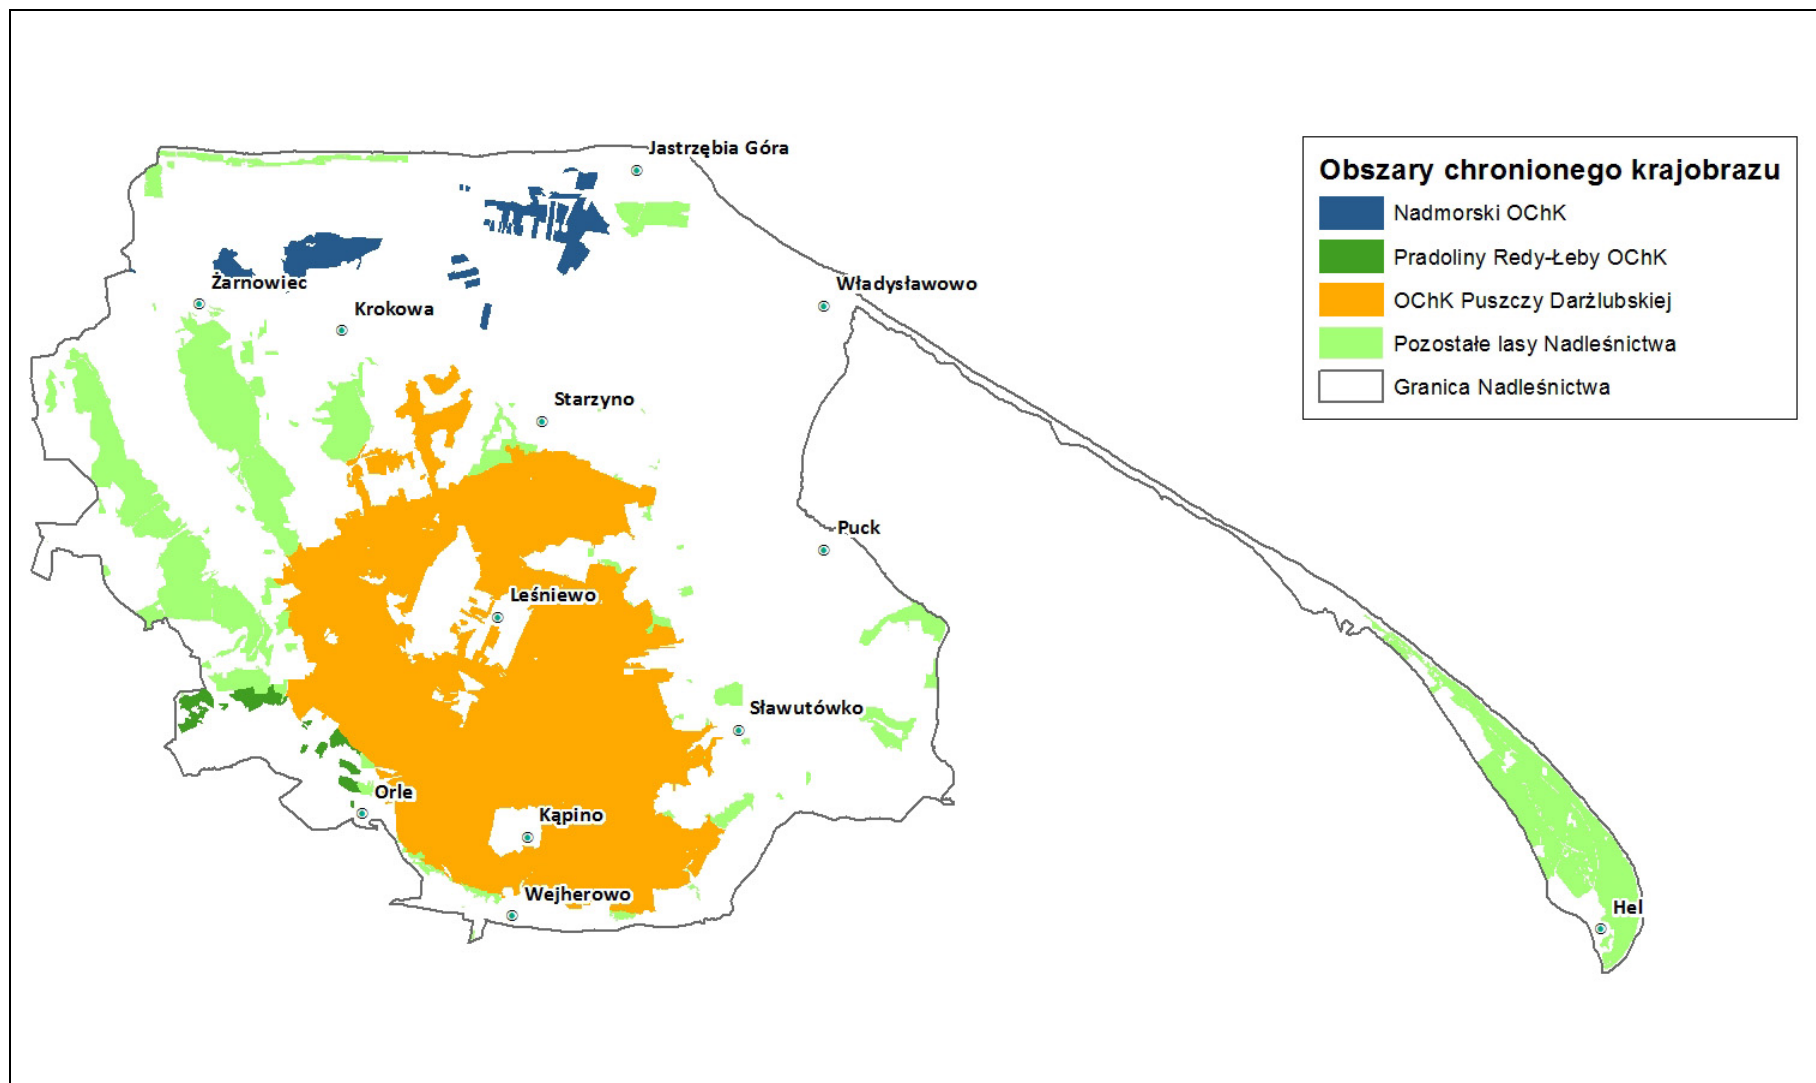 Jastrzębia Góra
Obszary chronionego krajobrazu
Nadmorski OChK
Pradoliny Redy-Łeby OChK
OChK Puszczy Darżlubskiej
Pozostałe lasy Nadleśnictwa
Granica Nadleśnictwa
Żarnowiec
Władysławowo
Krokowa
Starzyno
Puck
Leśniewo
Sławutówko
Orle
Kąpino
Wejherowo
Hel